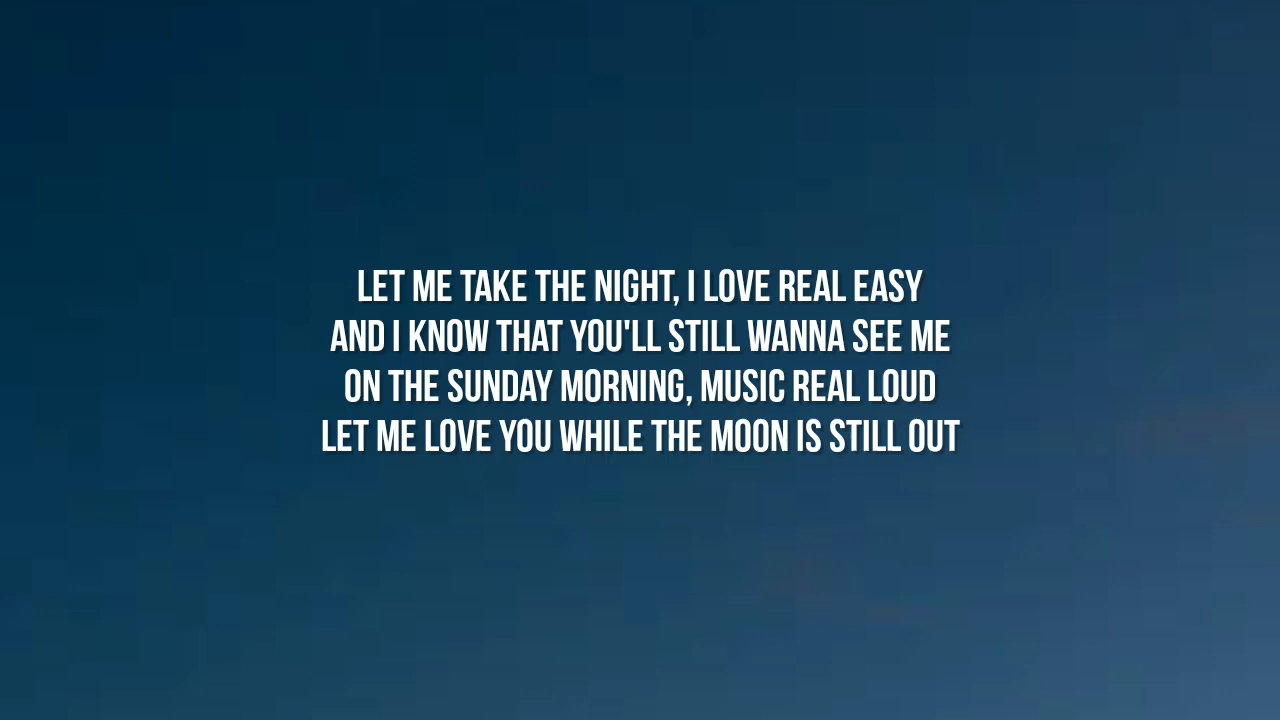 LET ME TAKE THE NIGHT, I LOVE REAL EASY
AND I KNOW THAT YOU'LL STILL WANNA SEE ME
ON THE SUNDAY MORNING, MUSIC REAL LOUD
LET ME LOVE YOU WHILE THE MOON IS STILL OUT